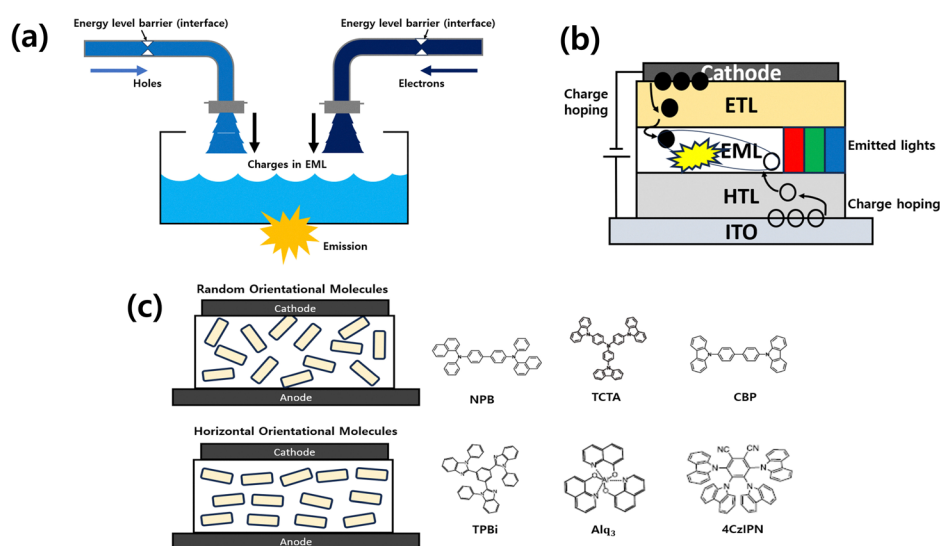 (a)
Energy level barrier (interface)
Energy level barrier (interface)
Holes
Electrons
Charges in EML
Emission
(b)
Cathode
Charge
hoping
ETL
EML
Emitted lights
HTL
Charge hoping
ITO
(c)
Random Orientational Molecules
Cathode
Anode
NPB
TCTA
CBP
Horizontal Orientational Molecules
Cathode
Anode
TPBi
Alq₃
NC
CN
4CzIPN